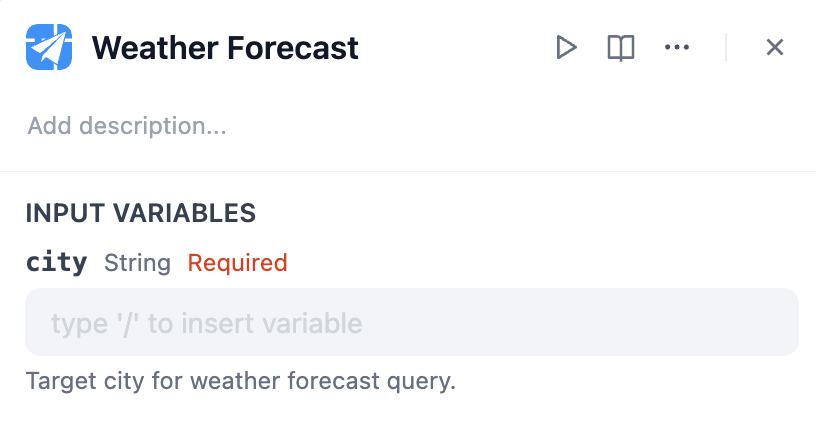 Weather Forecast
Add description...
INPUT VARIABLES
city String Required
type '/' to insert variable
Target city for weather forecast query.